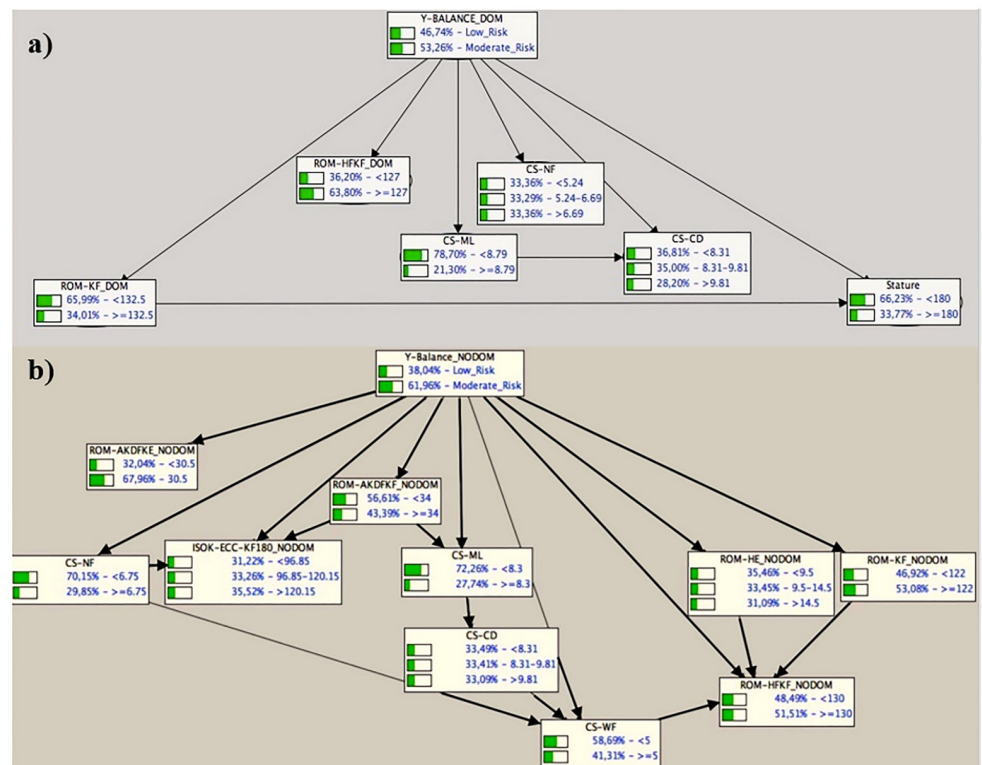 a)
Y-BALANCE_DOM
46,74% - Low_Risk
53,26% - Moderate_Risk
ROM-HFKF_DOM
36,20% - <127
63,80% - >=127
CS-NF
33,36% - <5.24
33,29% - 5.24-6.69
33,36% - >6.69
CS-ML
78,70% - <8.79
21,30% - >=8.79
CS-CD
36,81% - <8.31
35,00% - 8.31-9.81
28,20% - >9.81
ROM-KF_DOM
65,99% - <132.5
34,01% - >=132.5
Stature
66,23% - <180
33,77% - >=180
b)
Y-Balance_NODOM
38,04% - Low_Risk
61,96% - Moderate_Risk
ROM-AKDFKE_NODOM
32,04% - <30.5
67,96% - 30.5
ROM-AKDFKF_NODOM
56,61% - <34
43,39% - >=34
CS-NF
70,15% - <6.75
29,85% - >=6.75
ISOK-ECC-KF180_NODOM
31,22% - <96.85
33,26% - 96.85-120.15
35,52% - >120.15
CS-ML
72,26% - <8.3
27,74% - >=8.3
ROM-HE_NODOM
35,46% - <9.5
33,45% - 9.5-14.5
31,09% - >14.5
ROM-KF_NODOM
46,92% - <122
53,08% - >=122
CS-CD
33,49% - <8.31
33,41% - 8.31-9.81
33,09% - >9.81
ROM-HFKF_NODOM
48,49% - <130
51,51% - >=130
CS-WF
58,69% - <5
41,31% - >=5